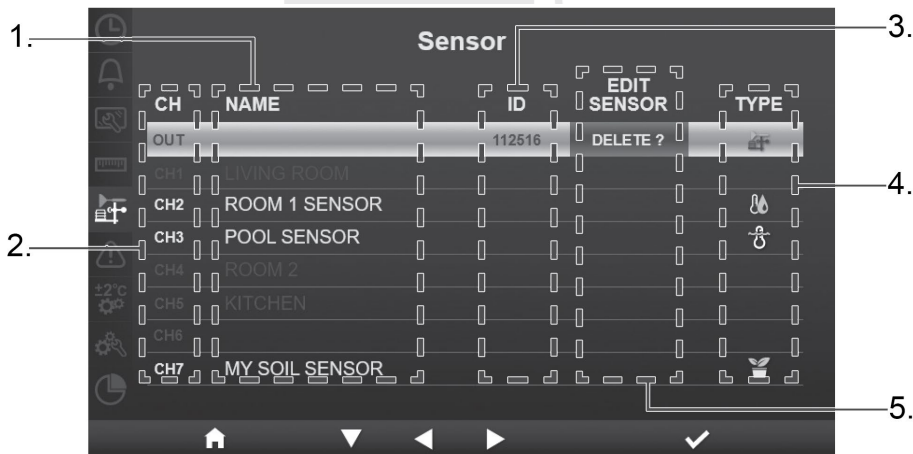 1.
Sensor
3.
CH NAME ID EDIT SENSOR TYPE
OUT 112516 DELETE ?
CH1 LIVING ROOM
4.
CH2 ROOM 1 SENSOR
2.
CH3 POOL SENSOR
CH4 ROOM 2
±2°C
CH5 KITCHEN
CH6
CH7 MY SOIL SENSOR
5.